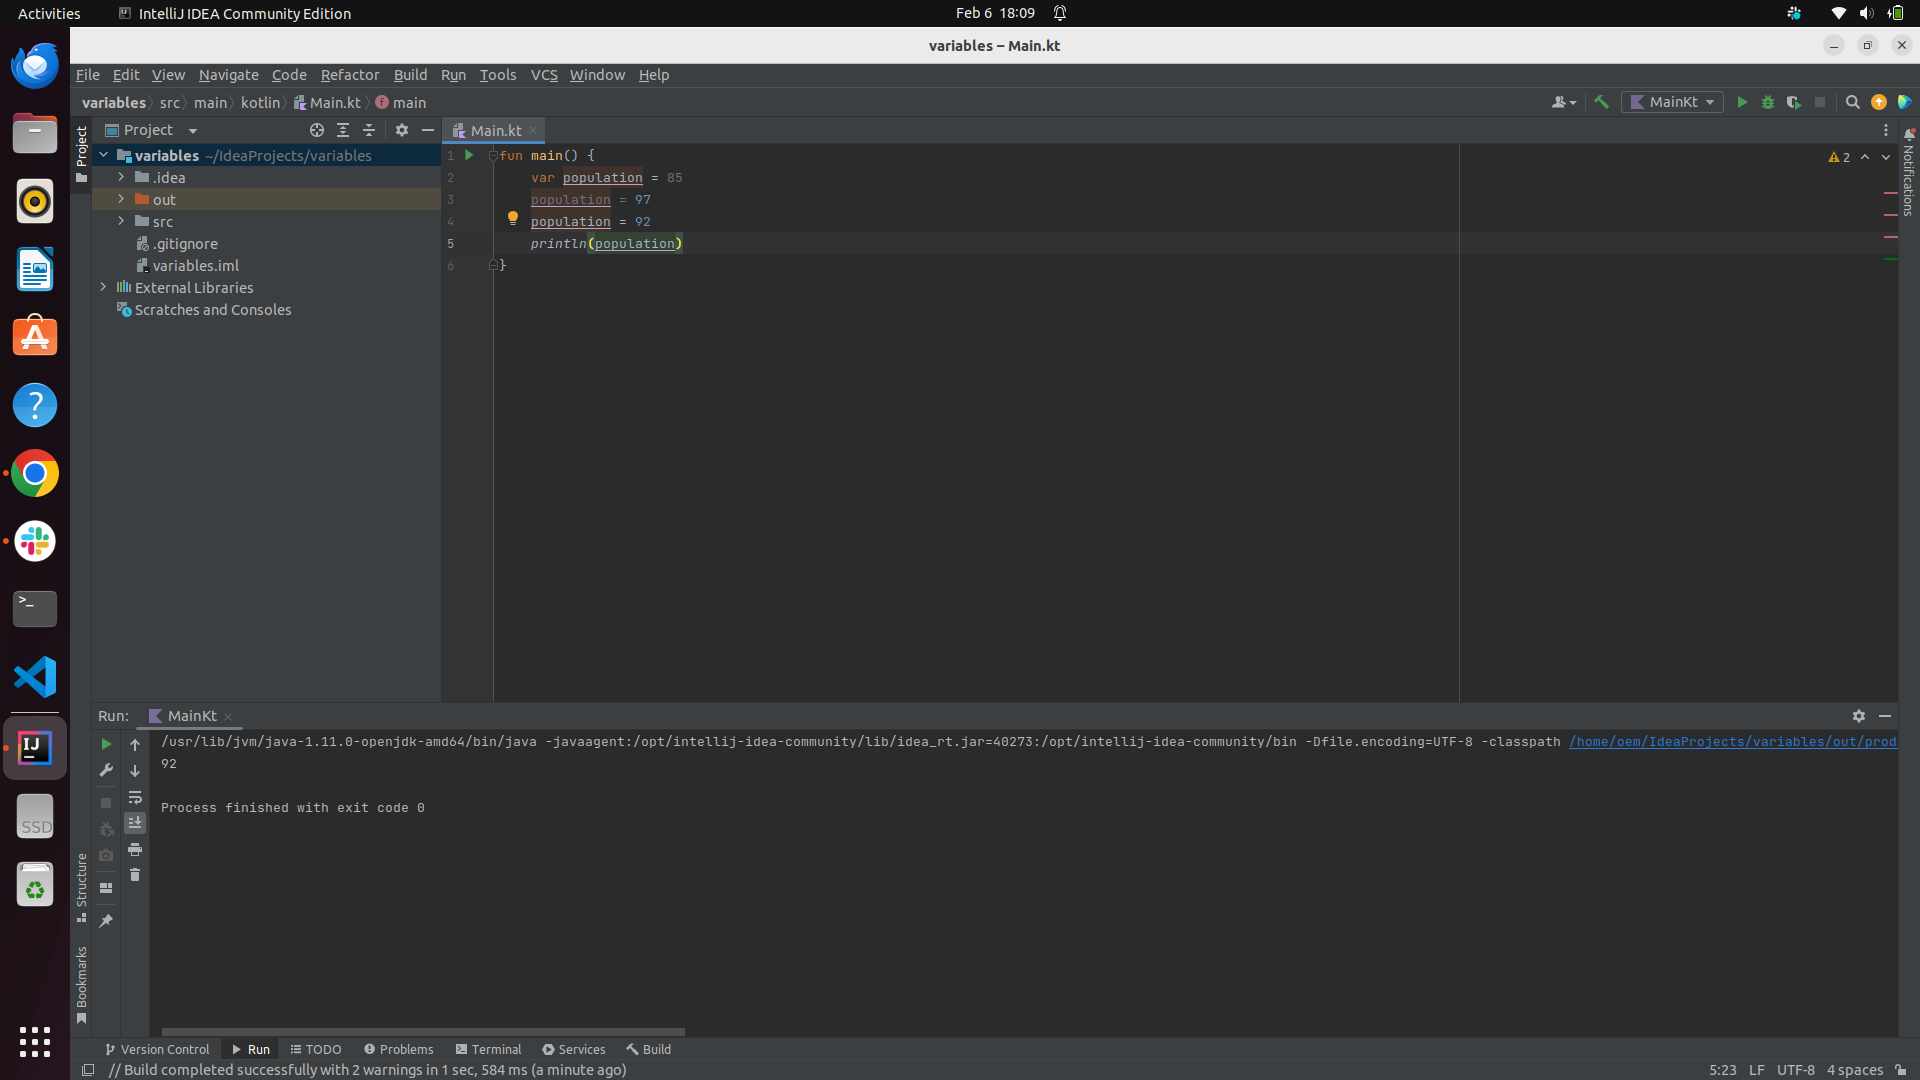 Activities IntelliJ IDEA Community Edition Feb 6 18:09
variables – Main.kt
File Edit View Navigate Code Refactor Build Run Tools VCS Window Help
variables src main kotlin Main.kt main MainKt
Project Project Main.kt Notifications
variables ~/IdeaProjects/variables
.idea
out
src
.gitignore
variables.iml
External Libraries
Scratches and Consoles
1 fun main() {
2 var population = 85
3 population = 97
4 population = 92
5 println(population)
6 }
2
Run: MainKt
/usr/lib/jvm/java-1.11.0-openjdk-amd64/bin/java -javaagent:/opt/intellij-idea-community/lib/idea_rt.jar=40273:/opt/intellij-idea-community/bin -Dfile.encoding=UTF-8 -classpath /home/oem/IdeaProjects/variables/out/prod
92
Process finished with exit code 0
SSD
Structure
Bookmarks
Version Control Run TODO Problems Terminal Services Build
// Build completed successfully with 2 warnings in 1 sec, 584 ms (a minute ago) 5:23 LF UTF-8 4 spaces